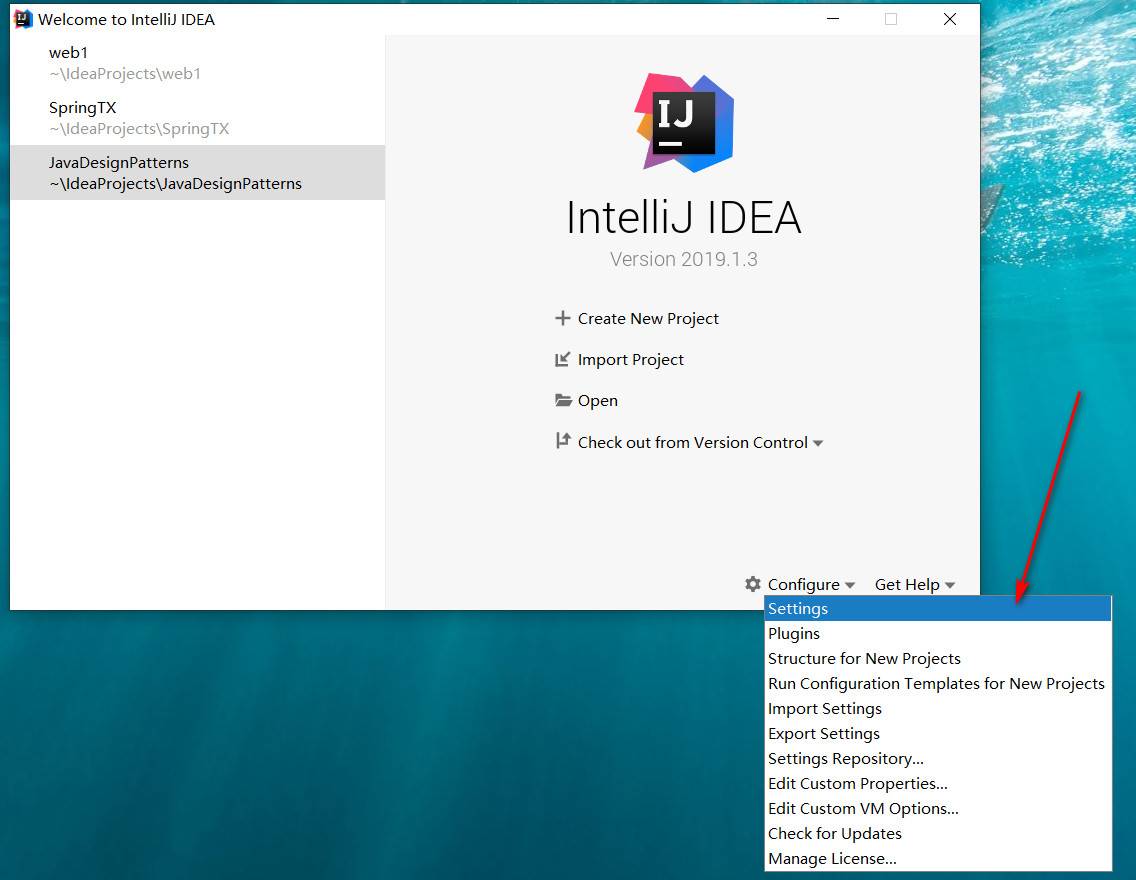 Welcome to IntelliJ IDEA
web1
~\IdeaProjects\web1
SpringTX
~\IdeaProjects\SpringTX
JavaDesignPatterns
~\IdeaProjects\JavaDesignPatterns
IJ
IntelliJ IDEA
Version 2019.1.3
Create New Project
Import Project
Open
Check out from Version Control
Configure
Get Help
Settings
Plugins
Structure for New Projects
Run Configuration Templates for New Projects
Import Settings
Export Settings
Settings Repository...
Edit Custom Properties...
Edit Custom VM Options...
Check for Updates
Manage License...